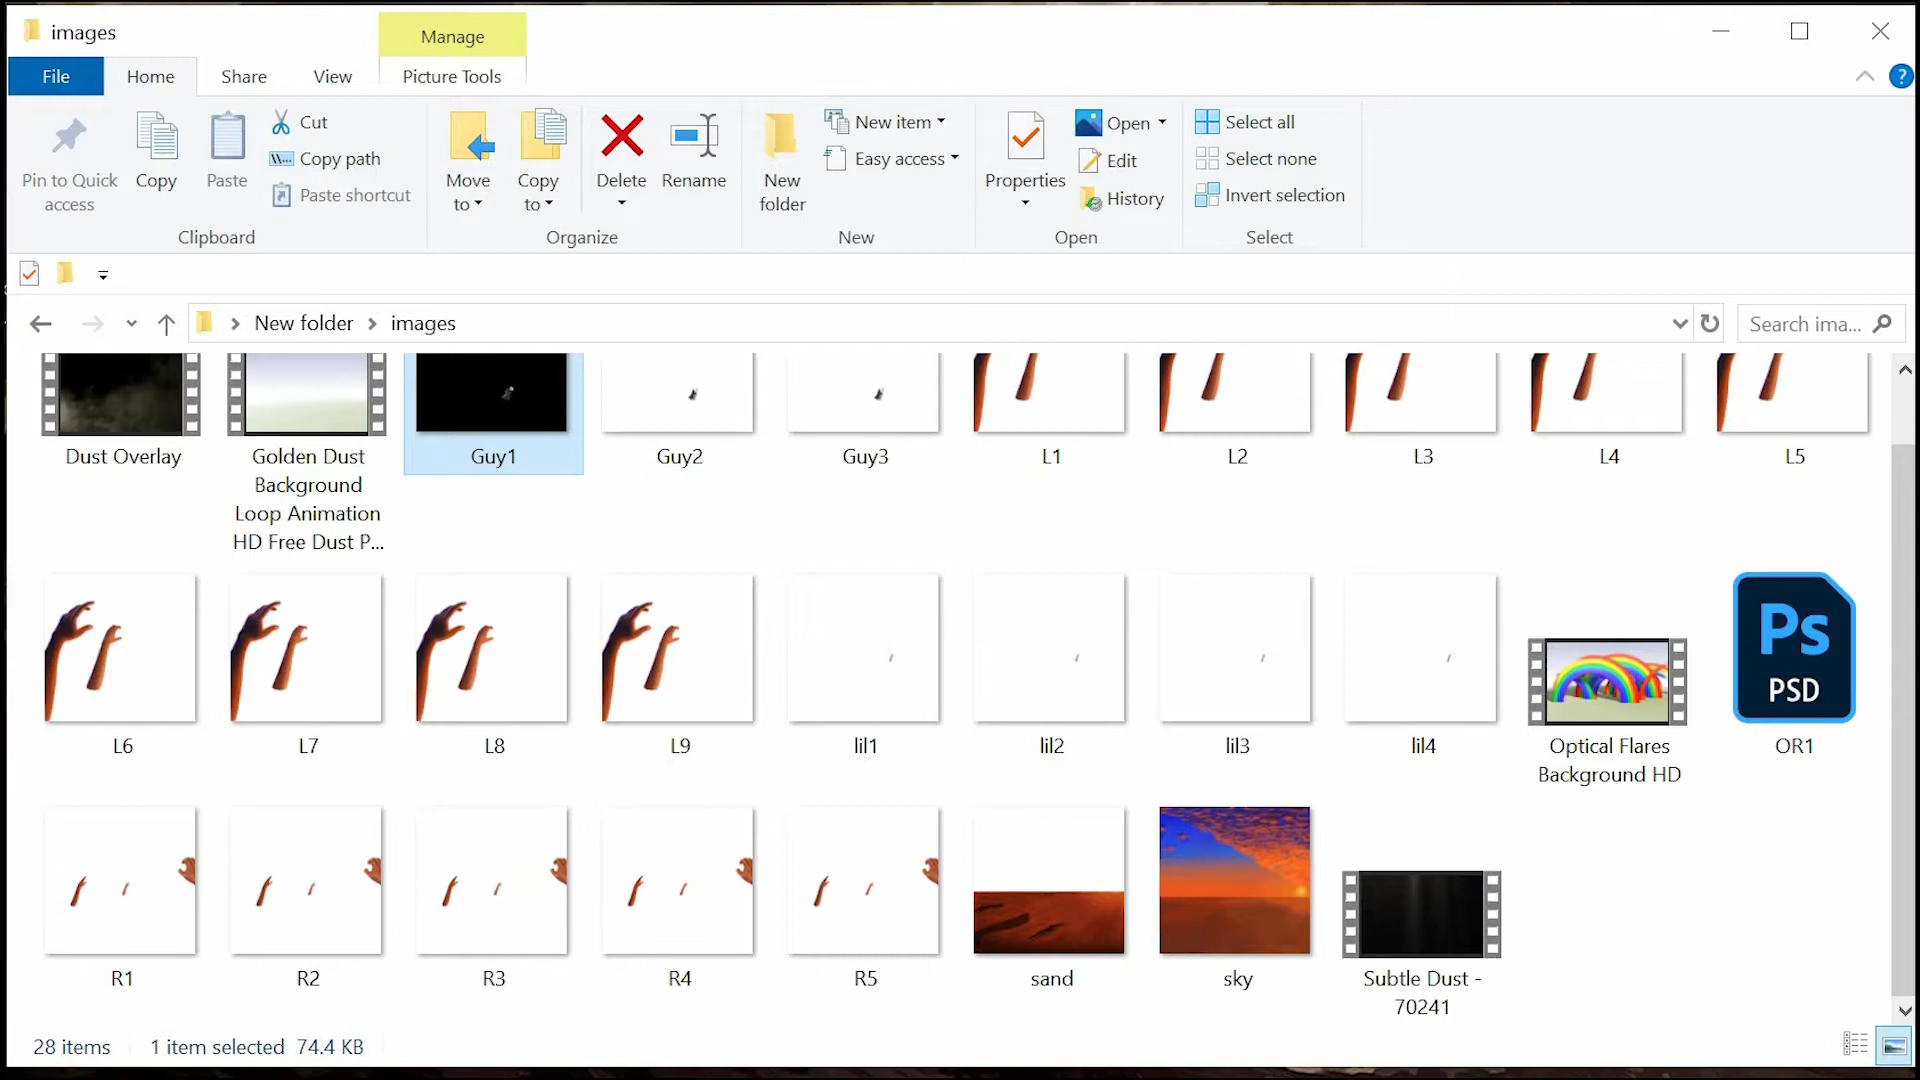 images
Manage
File
Home
Share
View
Picture Tools
Pin to Quick
access
Copy
Paste
Cut
Copy path
Paste shortcut
Clipboard
Move
to
Copy
to
Delete
Rename
Organize
New
folder
New item
Easy access
New
Properties
Open
Edit
History
Open
Select all
Select none
Invert selection
Select
New folder
images
Search ima...
Dust Overlay
Golden Dust
Background
Loop Animation
HD Free Dust P...
Guy1
Guy2
Guy3
L1
L2
L3
L4
L5
L6
L7
L8
L9
lil1
lil2
lil3
lil4
Optical Flares
Background HD
Ps
PSD
OR1
R1
R2
R3
R4
R5
sand
sky
Subtle Dust -
70241
28 items
1 item selected 74.4 KB